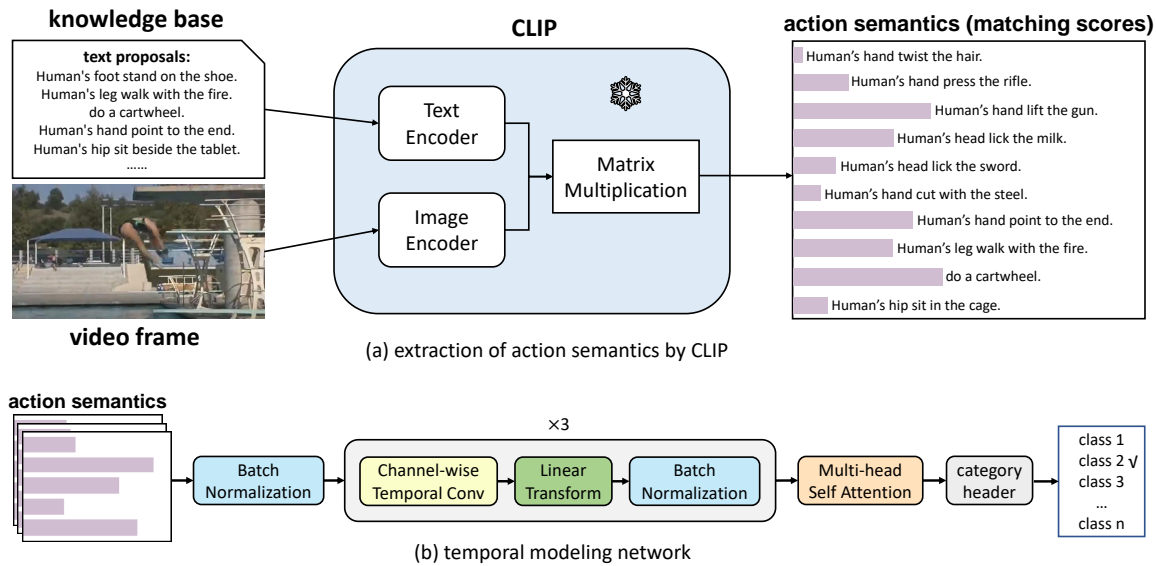 knowledge base
text proposals:
Human's foot stand on the shoe.
Human's leg walk with the fire.
do a cartwheel.
Human's hand point to the end.
Human's hip sit beside the tablet.
......
video frame
CLIP
Text
Encoder
Image
Encoder
Matrix
Multiplication
action semantics (matching scores)
Human's hand twist the hair.
Human's hand press the rifle.
Human's hand lift the gun.
Human's head lick the milk.
Human's head lick the sword.
Human's hand cut with the steel.
Human's hand point to the end.
Human's leg walk with the fire.
do a cartwheel.
Human's hip sit in the cage.
(a) extraction of action semantics by CLIP
action semantics
Batch
Normalization
×3
Channel-wise
Temporal Conv
Linear
Transform
Batch
Normalization
Multi-head
Self Attention
category
header
class 1
class 2 √
class 3
...
class n
(b) temporal modeling network